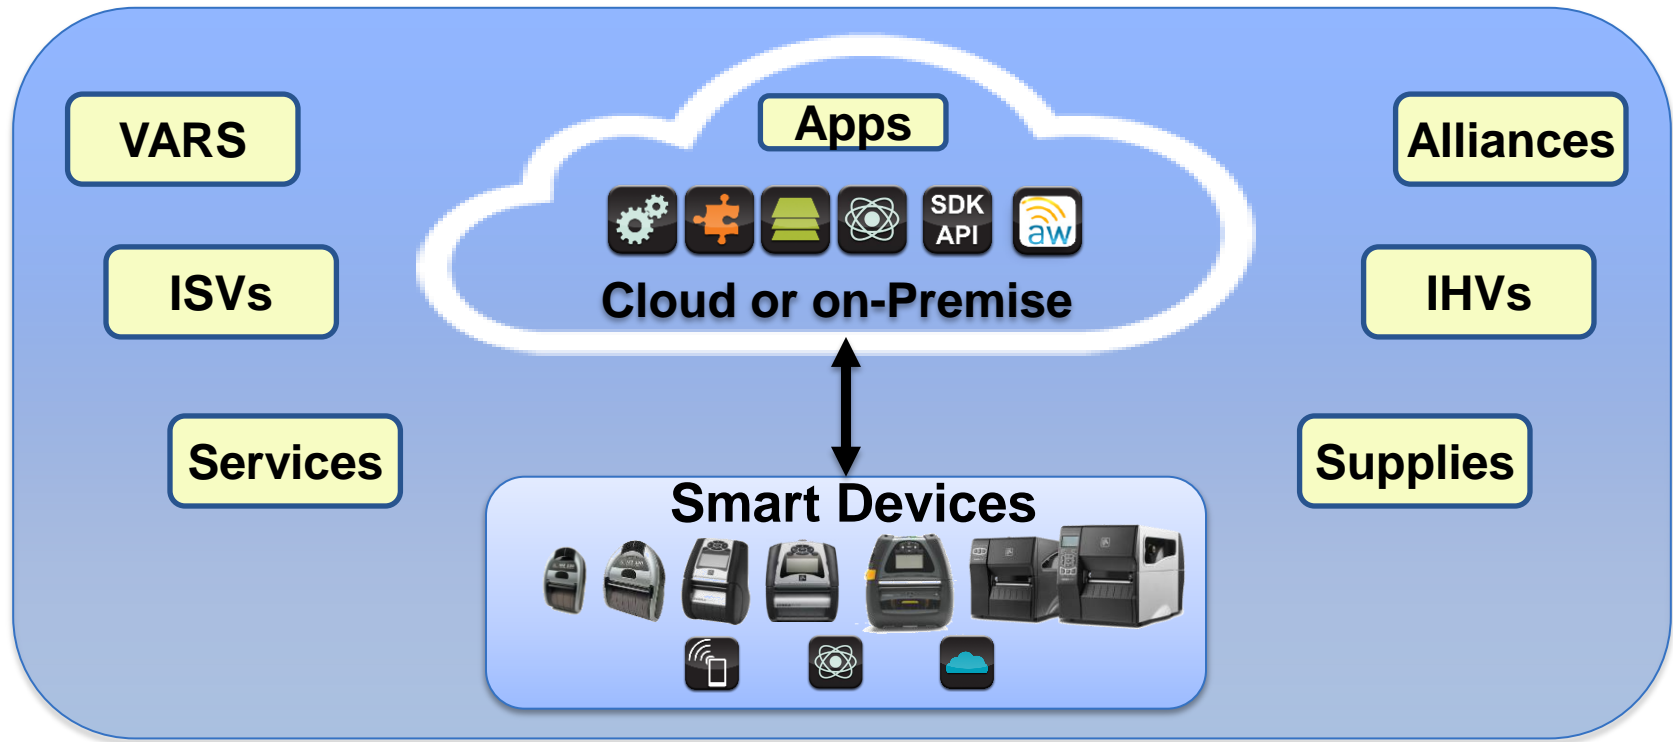 VARS
Apps
Alliances
SDK
API
aw
ISVs
Cloud or on-Premise
IHVs
Services
Supplies
Smart Devices